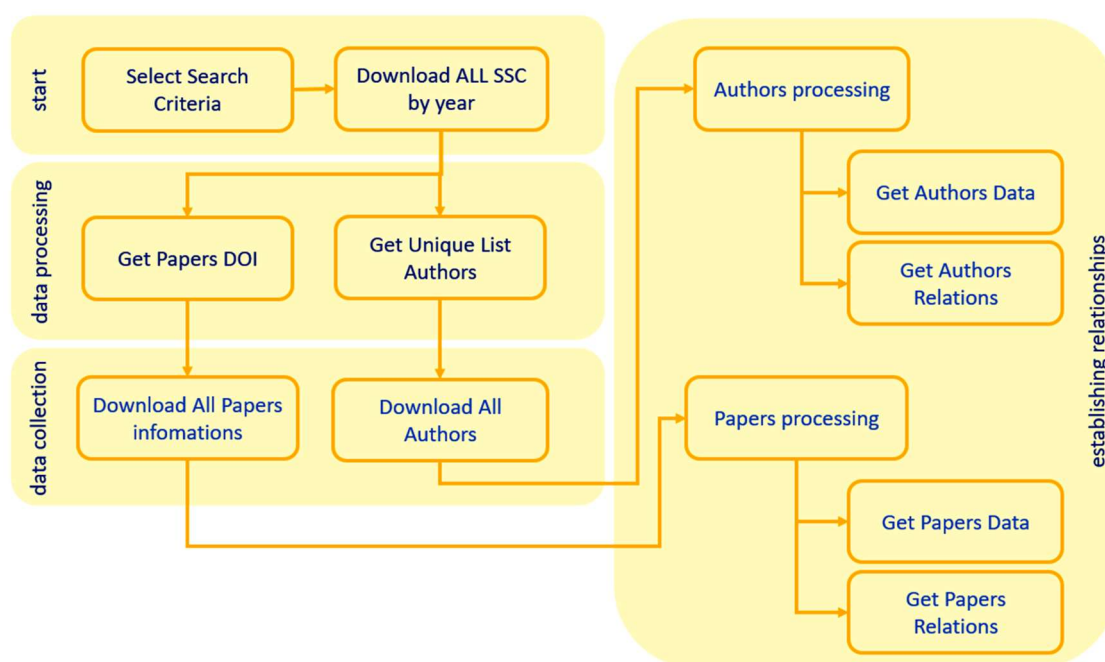 start
Select Search
Criteria
Download ALL SSC
by year
data processing
Get Papers DOI
Get Unique List
Authors
data collection
Download All Papers
infomations
Download All
Authors
establishing relationships
Authors processing
Get Authors Data
Get Authors
Relations
Papers processing
Get Papers Data
Get Papers
Relations